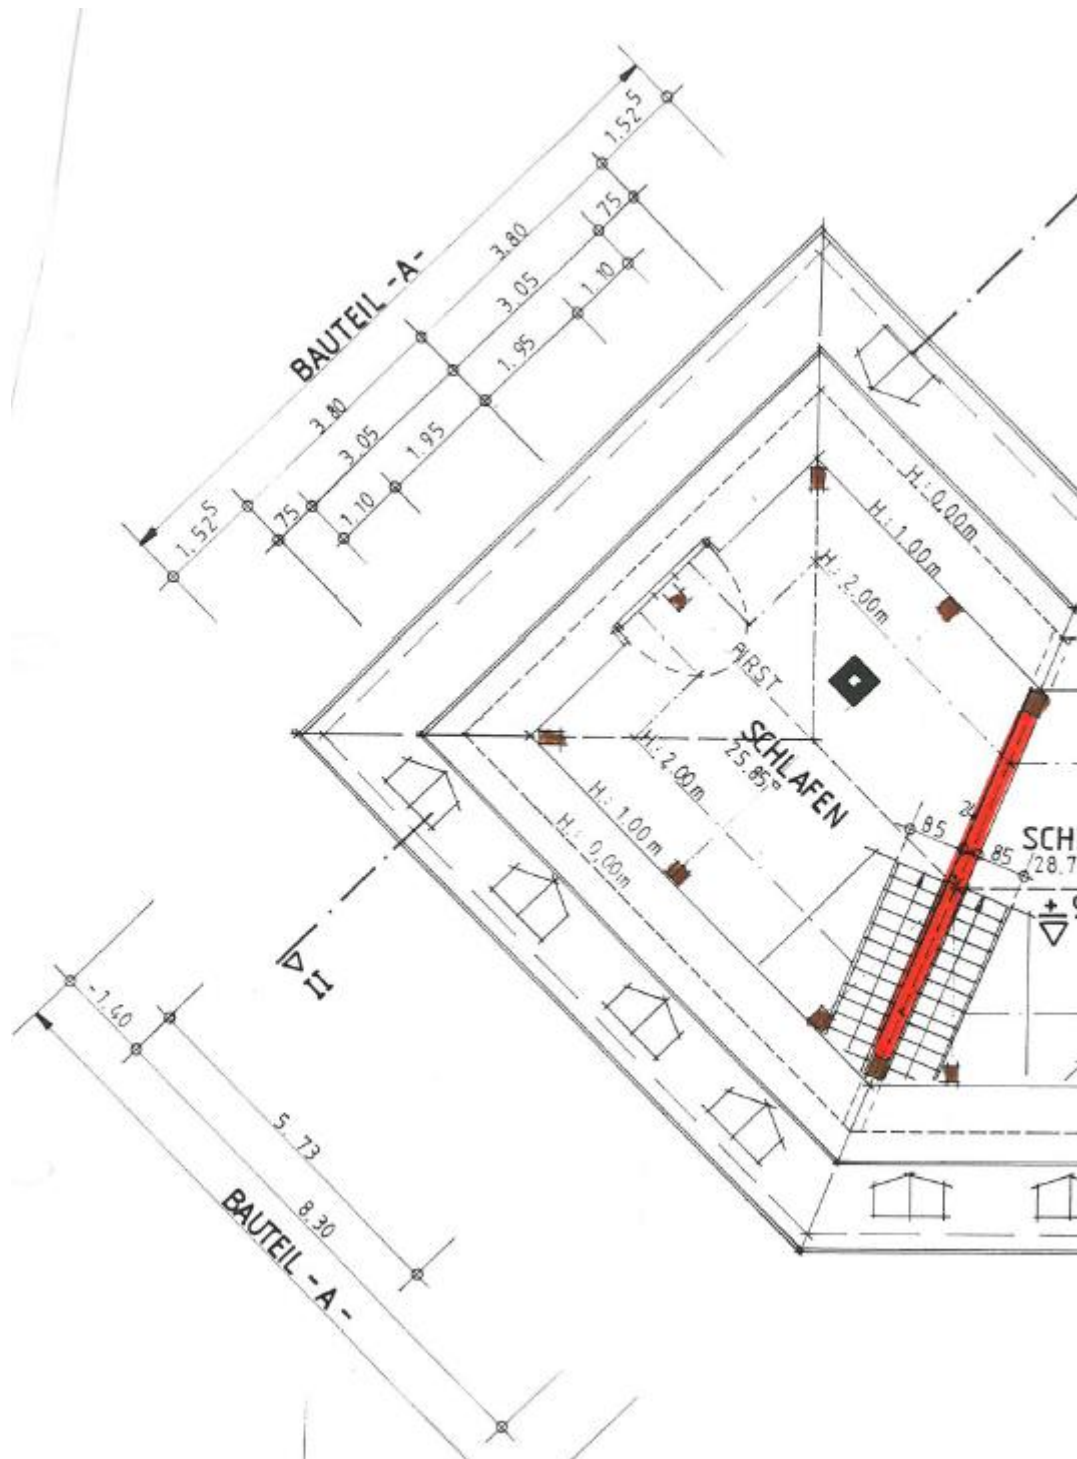 1.52⁵
75
3.80
1.10
3.05
BAUTEIL -A-
1.95
3.80
1.95
3.05
1.10
75
1.52⁵
H.: 0,00m
H.: 1.00m
H.: 2.00m
FIRST
SCHLAFEN
25.85 m²
H.: 2.00m
H.: 1.00m
H.: 0,00m
24
85
85
SCH
28.7
+
II
5.73
8.30
BAUTEIL -A-